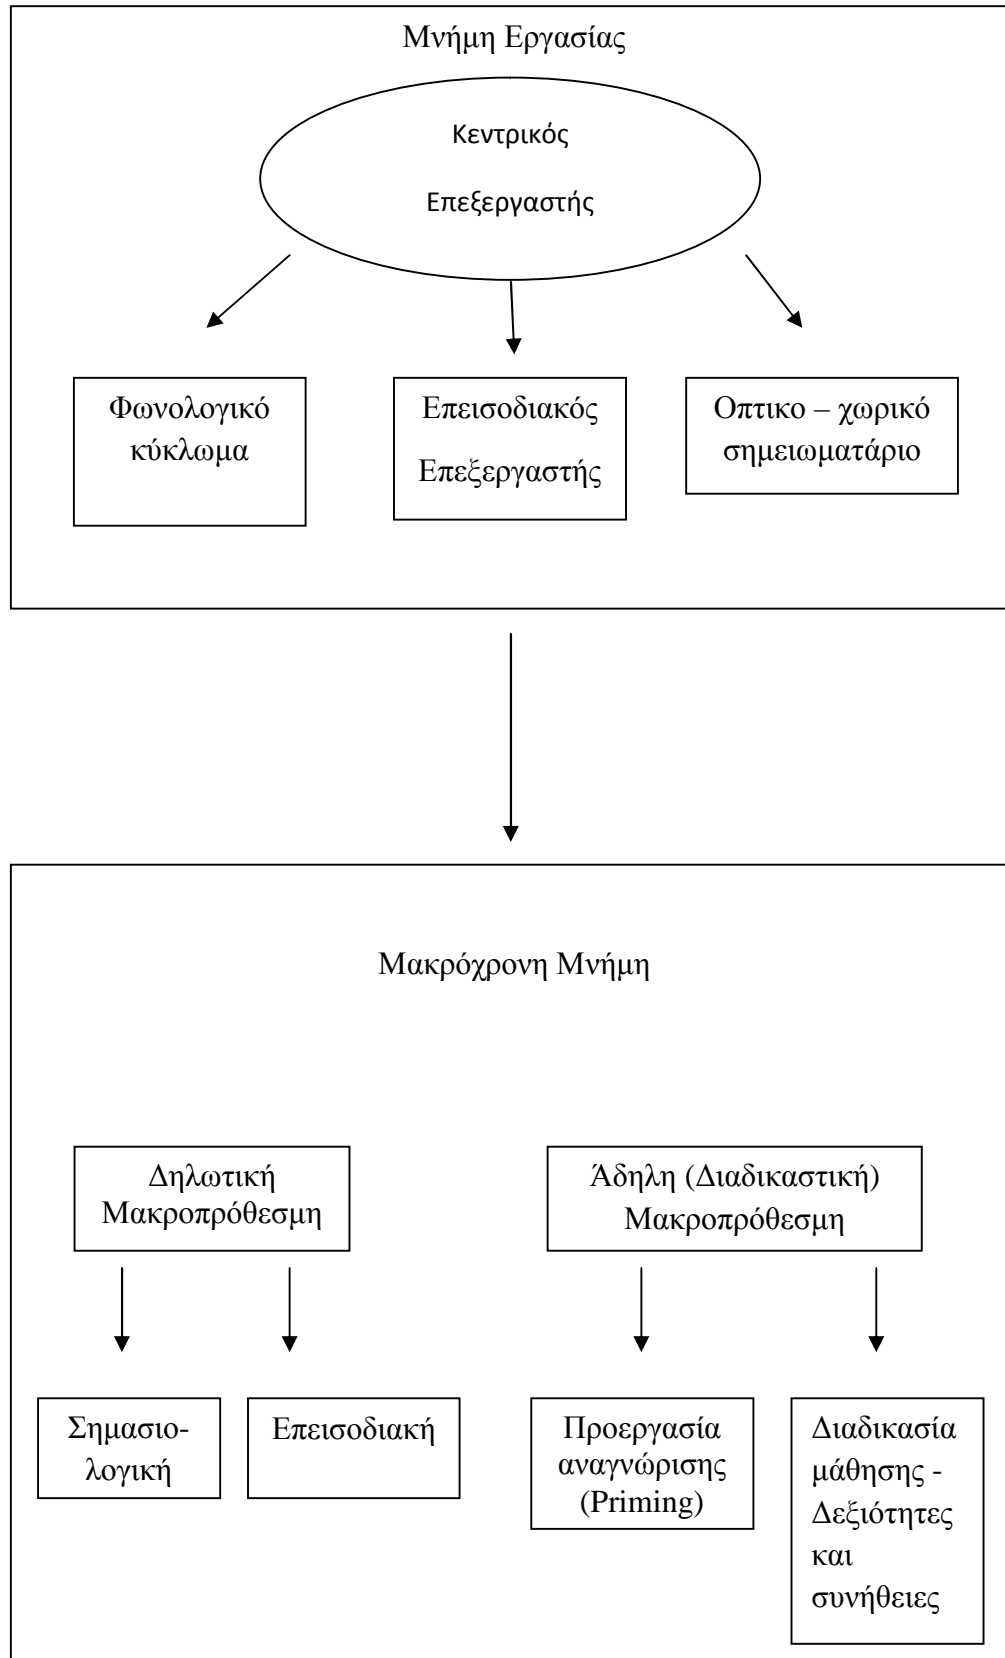 Μνήμη Εργασίας
Κεντρικός
Επεξεργαστής
Φωνολογικό
κύκλωμα
Επεισοδιακός
Επεξεργαστής
Οπτικο – χωρικό
σημειωματάριο
Μακρόχρονη Μνήμη
Δηλωτική
Μακροπρόθεσμη
Άδηλη (Διαδικαστική)
Μακροπρόθεσμη
Σημασιο-
λογική
Επεισοδιακή
Προεργασία
αναγνώρισης
(Priming)
Διαδικασία
μάθησης -
Δεξιότητες
και
συνήθειες